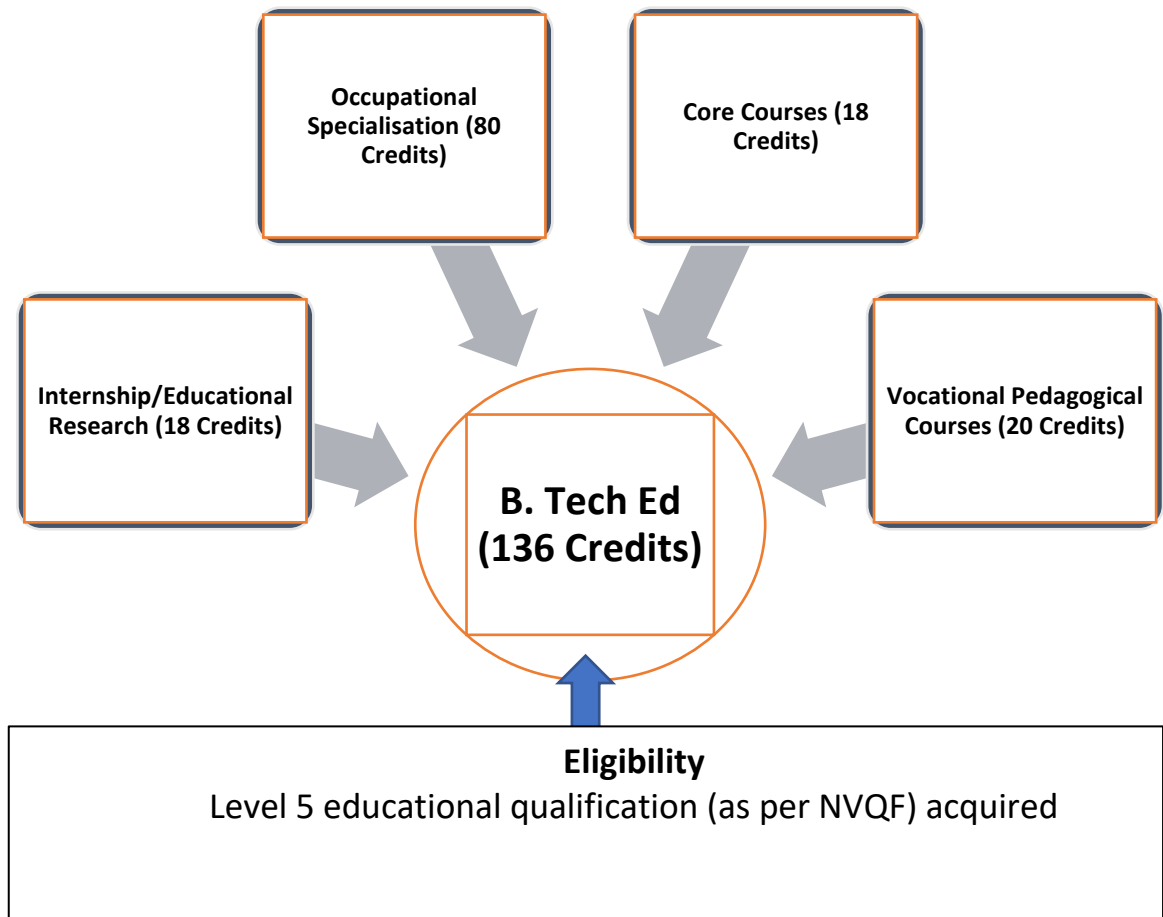 Occupational
Specialisation (80
Credits)
Core Courses (18
Credits)
Internship/Educational
Research (18 Credits)
Vocational Pedagogical
Courses (20 Credits)
B. Tech Ed
(136 Credits)
Eligibility
Level 5 educational qualification (as per NVQF) acquired